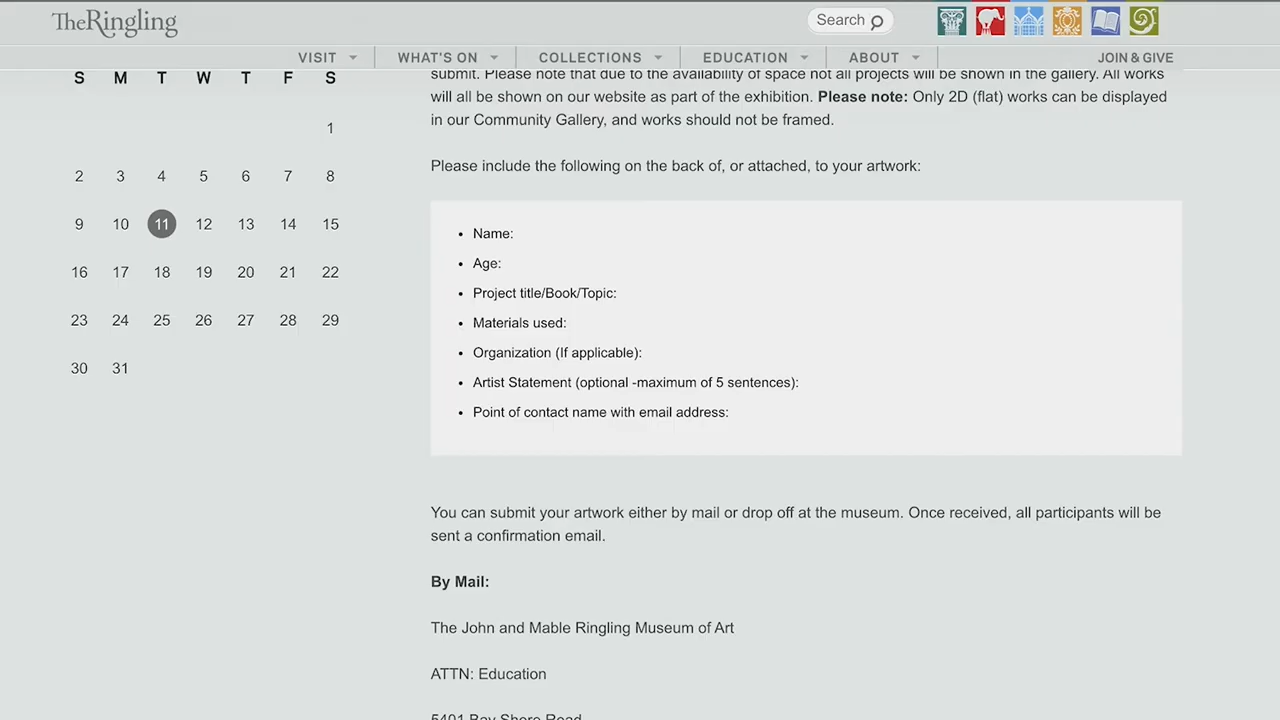 TheRingling
Search
VISIT WHAT'S ON COLLECTIONS EDUCATION ABOUT JOIN & GIVE
S M T W T F S
1
2 3 4 5 6 7 8
9 10 11 12 13 14 15
16 17 18 19 20 21 22
23 24 25 26 27 28 29
30 31
submit. Please note that due to the availability of space not all projects will be shown in the gallery. All works
will all be shown on our website as part of the exhibition. Please note: Only 2D (flat) works can be displayed
in our Community Gallery, and works should not be framed.
Please include the following on the back of, or attached, to your artwork:
• Name:
• Age:
• Project title/Book/Topic:
• Materials used:
• Organization (If applicable):
• Artist Statement (optional -maximum of 5 sentences):
• Point of contact name with email address:
You can submit your artwork either by mail or drop off at the museum. Once received, all participants will be
sent a confirmation email.
By Mail:
The John and Mable Ringling Museum of Art
ATTN: Education
5401 Bay Shore Road